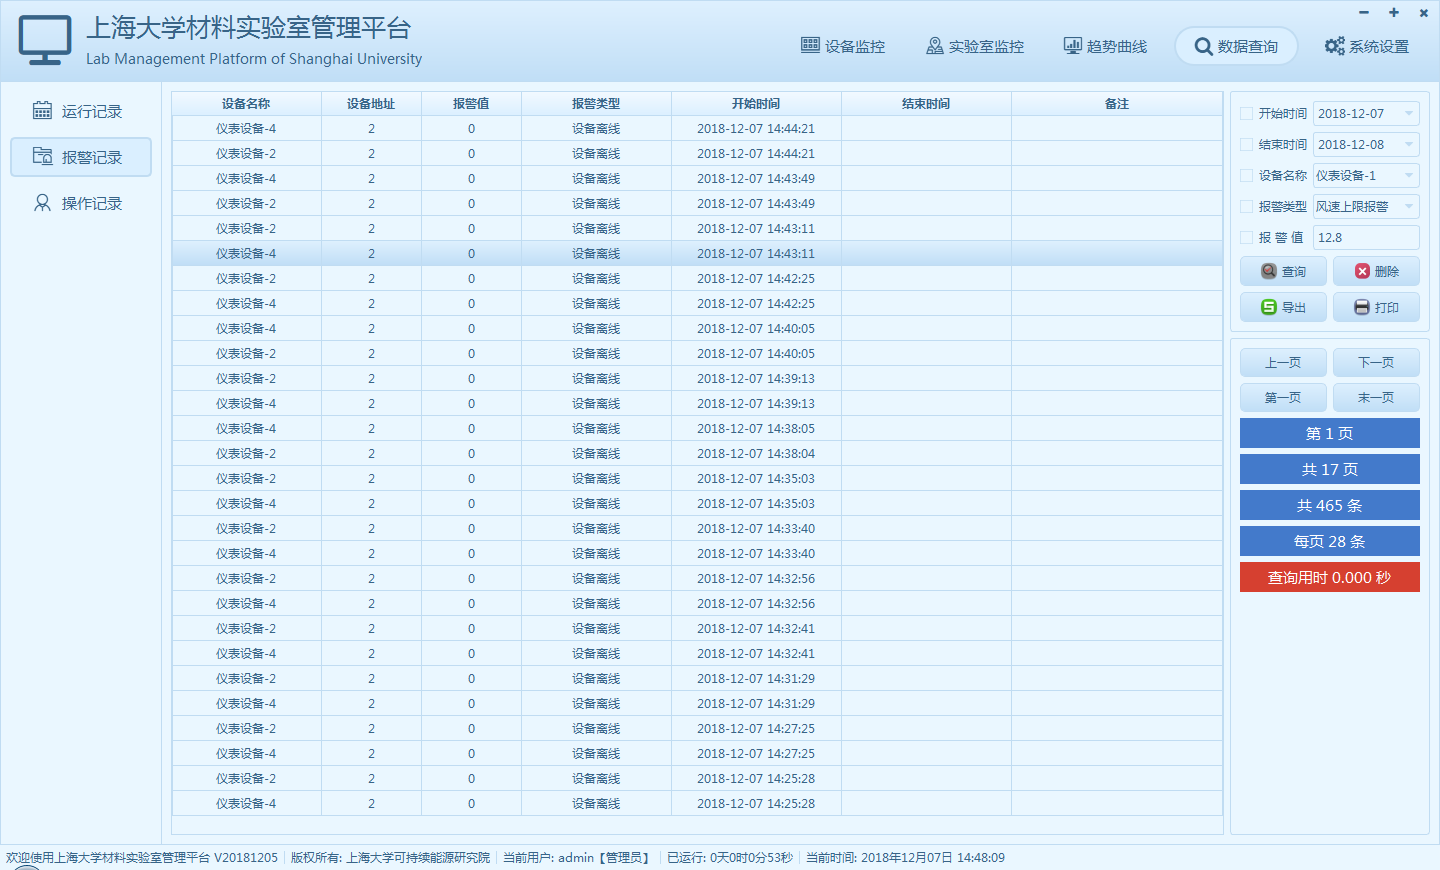 上海大学材料实验室管理平台
Lab Management Platform of Shanghai University
设备监控 实验室监控 趋势曲线 数据查询 系统设置
运行记录
报警记录
操作记录
设备名称 设备地址 报警值 报警类型 开始时间 结束时间 备注
仪表设备-4 2 0 设备离线 2018-12-07 14:44:21
仪表设备-2 2 0 设备离线 2018-12-07 14:44:21
仪表设备-4 2 0 设备离线 2018-12-07 14:43:49
仪表设备-2 2 0 设备离线 2018-12-07 14:43:49
仪表设备-2 2 0 设备离线 2018-12-07 14:43:11
仪表设备-4 2 0 设备离线 2018-12-07 14:43:11
仪表设备-2 2 0 设备离线 2018-12-07 14:42:25
仪表设备-4 2 0 设备离线 2018-12-07 14:42:25
仪表设备-4 2 0 设备离线 2018-12-07 14:40:05
仪表设备-2 2 0 设备离线 2018-12-07 14:40:05
仪表设备-2 2 0 设备离线 2018-12-07 14:39:13
仪表设备-4 2 0 设备离线 2018-12-07 14:39:13
仪表设备-4 2 0 设备离线 2018-12-07 14:38:05
仪表设备-2 2 0 设备离线 2018-12-07 14:38:04
仪表设备-2 2 0 设备离线 2018-12-07 14:35:03
仪表设备-4 2 0 设备离线 2018-12-07 14:35:03
仪表设备-2 2 0 设备离线 2018-12-07 14:33:40
仪表设备-4 2 0 设备离线 2018-12-07 14:33:40
仪表设备-2 2 0 设备离线 2018-12-07 14:32:56
仪表设备-4 2 0 设备离线 2018-12-07 14:32:56
仪表设备-2 2 0 设备离线 2018-12-07 14:32:41
仪表设备-4 2 0 设备离线 2018-12-07 14:32:41
仪表设备-2 2 0 设备离线 2018-12-07 14:31:29
仪表设备-4 2 0 设备离线 2018-12-07 14:31:29
仪表设备-2 2 0 设备离线 2018-12-07 14:27:25
仪表设备-4 2 0 设备离线 2018-12-07 14:27:25
仪表设备-2 2 0 设备离线 2018-12-07 14:25:28
仪表设备-4 2 0 设备离线 2018-12-07 14:25:28
开始时间 2018-12-07
结束时间 2018-12-08
设备名称 仪表设备-1
报警类型 风速上限报警
报 警 值 12.8
查询 删除
导出 打印
上一页 下一页
第一页 末一页
第 1 页
共 17 页
共 465 条
每页 28 条
查询用时 0.000 秒
欢迎使用上海大学材料实验室管理平台 V20181205 版权所有: 上海大学可持续能源研究院 当前用户: admin【管理员】 已运行: 0天0时0分53秒 当前时间: 2018年12月07日 14:48:09